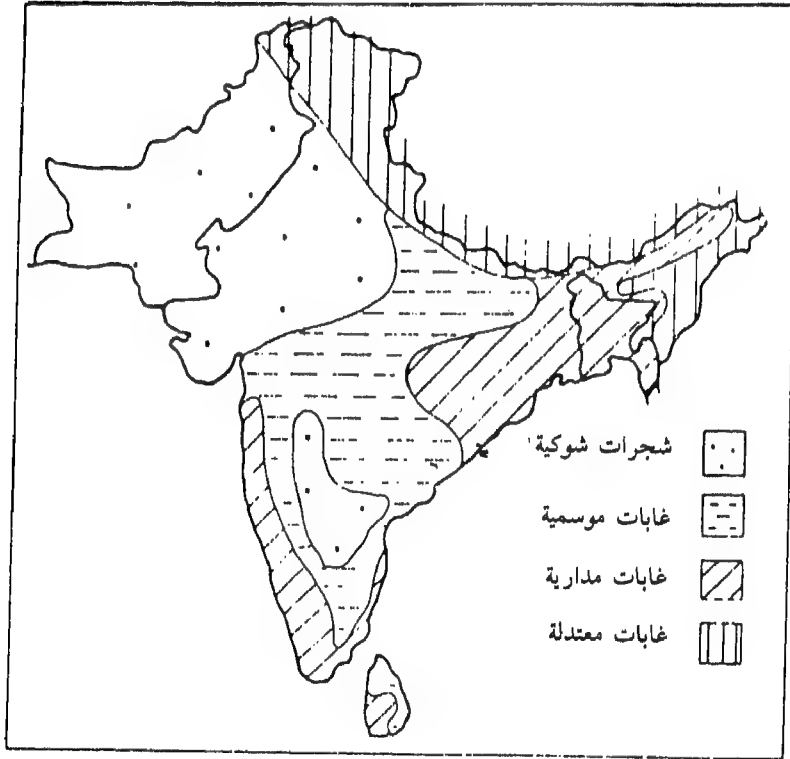 شجرات شوكية
غابات موسمية
غابات مدارية
غابات معتدلة